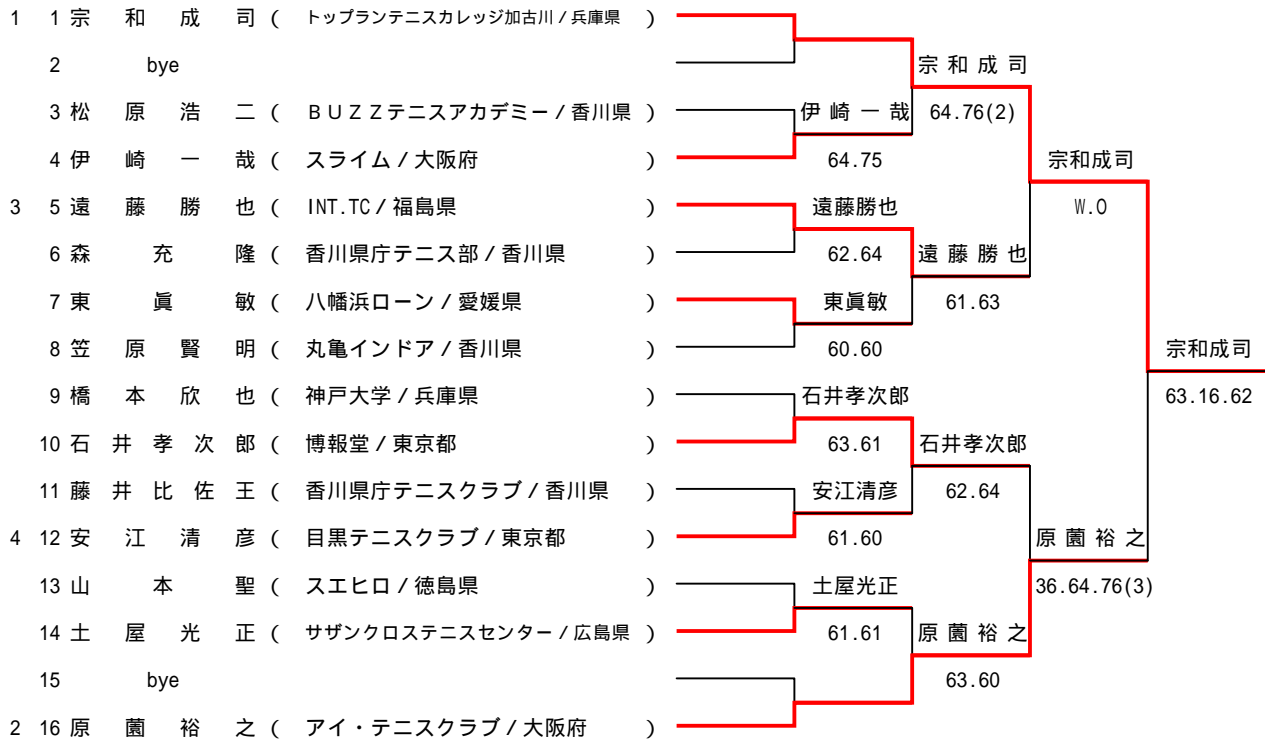 1 1 宗 和 成 司 ( トップランテニスカレッジ加古川 / 兵庫県 )
2 bye 宗 和 成 司
3 松 原 浩 二 ( ＢＵＺＺテニスアカデミー / 香川県 ) 伊 崎 一 哉 64.76(2)
4 伊 崎 一 哉 ( スライム / 大阪府 ) 64.75 宗和成司
3 5 遠 藤 勝 也 ( INT.TC / 福島県 ) 遠藤勝也 W.O
6 森 充 隆 ( 香川県庁テニス部 / 香川県 ) 62.64 遠 藤 勝 也
7 東 眞 敏 ( 八幡浜ローン / 愛媛県 ) 東眞敏 61.63
8 笠 原 賢 明 ( 丸亀インドア / 香川県 ) 60.60 宗和成司
9 橋 本 欣 也 ( 神戸大学 / 兵庫県 ) 石井孝次郎 63.16.62
10 石 井 孝 次 郎 ( 博報堂 / 東京都 ) 63.61 石井孝次郎
11 藤 井 比 佐 王 ( 香川県庁テニスクラブ / 香川県 ) 安江清彦 62.64
4 12 安 江 清 彦 ( 目黒テニスクラブ / 東京都 ) 61.60 原 薗 裕 之
13 山 本 聖 ( スエヒロ / 徳島県 ) 土屋光正 36.64.76(3)
14 土 屋 光 正 ( サザンクロステニスセンター / 広島県 ) 61.61 原 薗 裕 之
15 bye 63.60
2 16 原 薗 裕 之 ( アイ・テニスクラブ / 大阪府 )